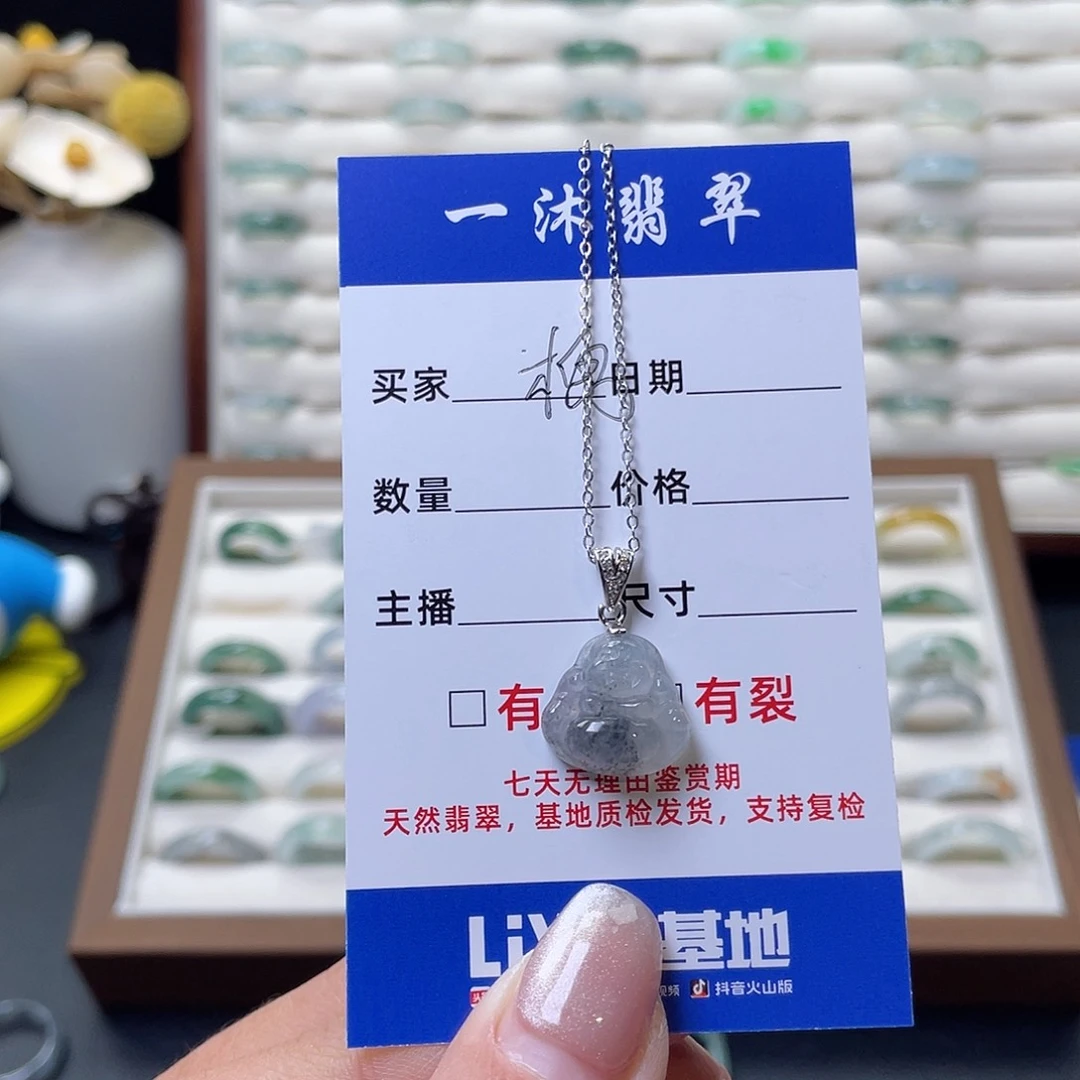 一沐翡翠
买家 日期
数量 价格
主播 尺寸
□有 有裂
七天无理由鉴赏期
天然翡翠，基地质检发货，支持复检
基地
抖音火山版